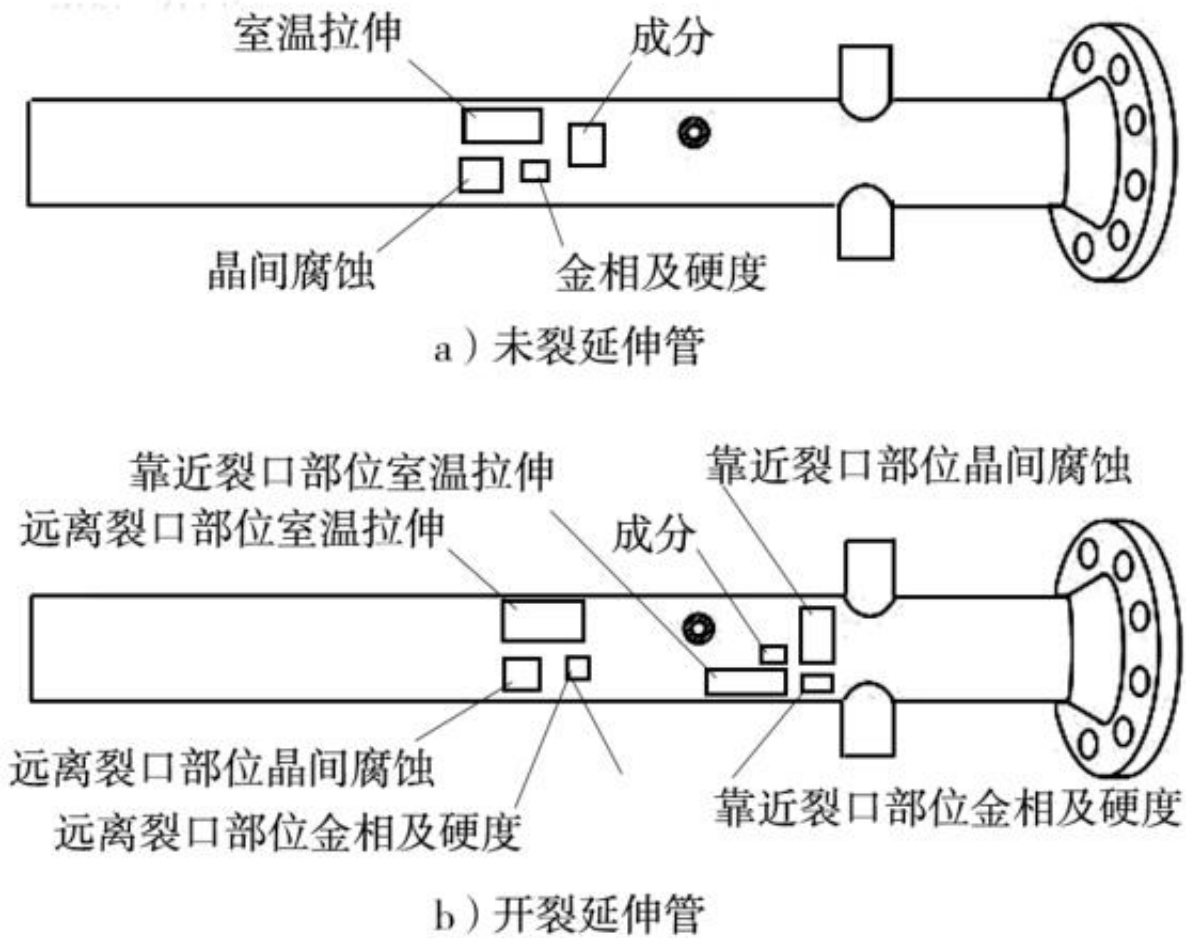 室温拉伸
成分
晶间腐蚀
金相及硬度
a）未裂延伸管
靠近裂口部位室温拉伸
靠近裂口部位晶间腐蚀
远离裂口部位室温拉伸
成分
远离裂口部位晶间腐蚀
靠近裂口部位金相及硬度
远离裂口部位金相及硬度
b）开裂延伸管